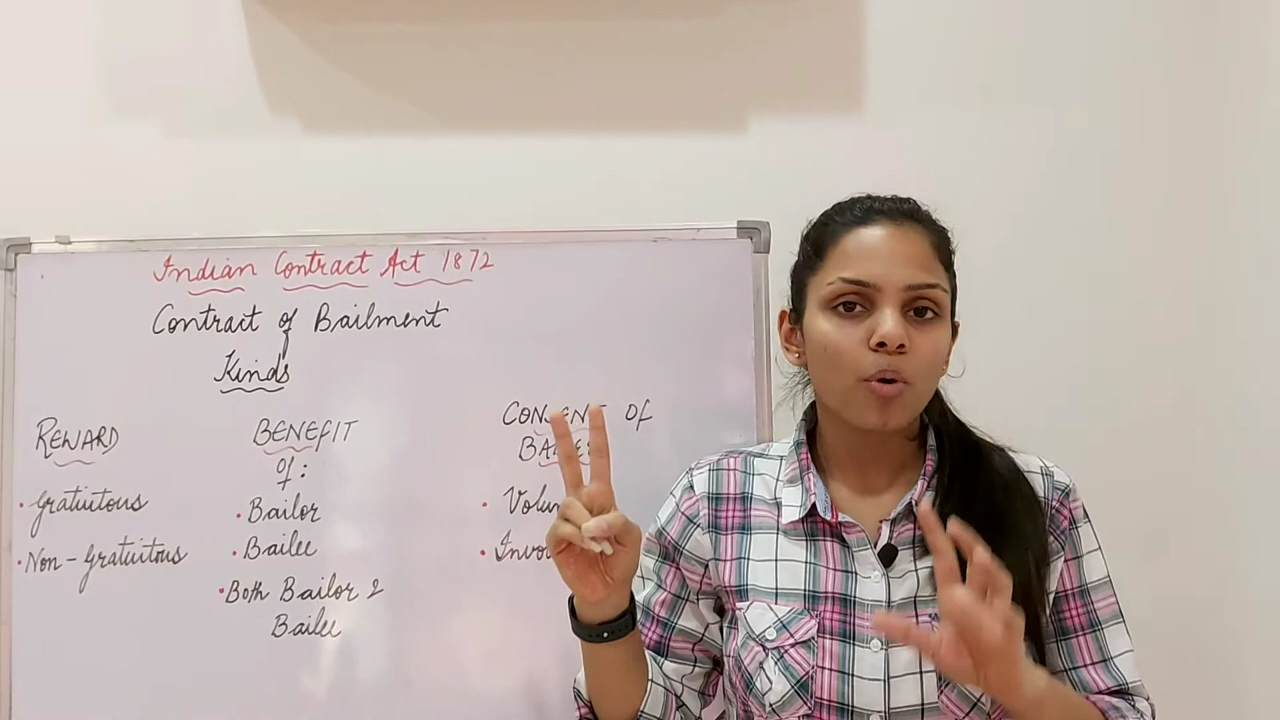 Indian Contract Act 1872
Contract of Bailment
Kinds
REWARD
• Gratuitous
• Non-Gratuitous
BENEFIT
of:
• Bailor
• Bailee
• Both Bailor &
Bailee
OF